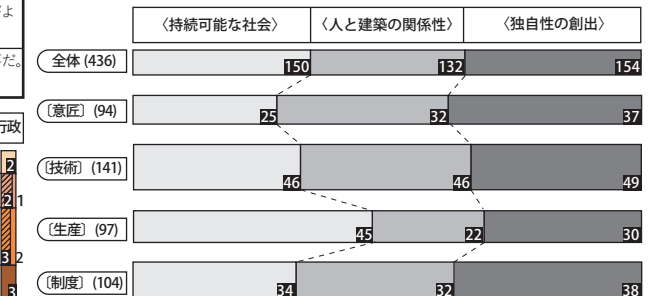 よ
〈持続可能な社会〉 〈人と建築の関係性〉 〈独自性の創出〉
だ。
全体 (436) 150 132 154
〔意匠〕 (94) 25 32 37
行政
2
〔技術〕 (141) 46 46 49
2 1
〔生産〕 (97) 45 22 30
3 2
〔制度〕 (104) 34 32 38
3